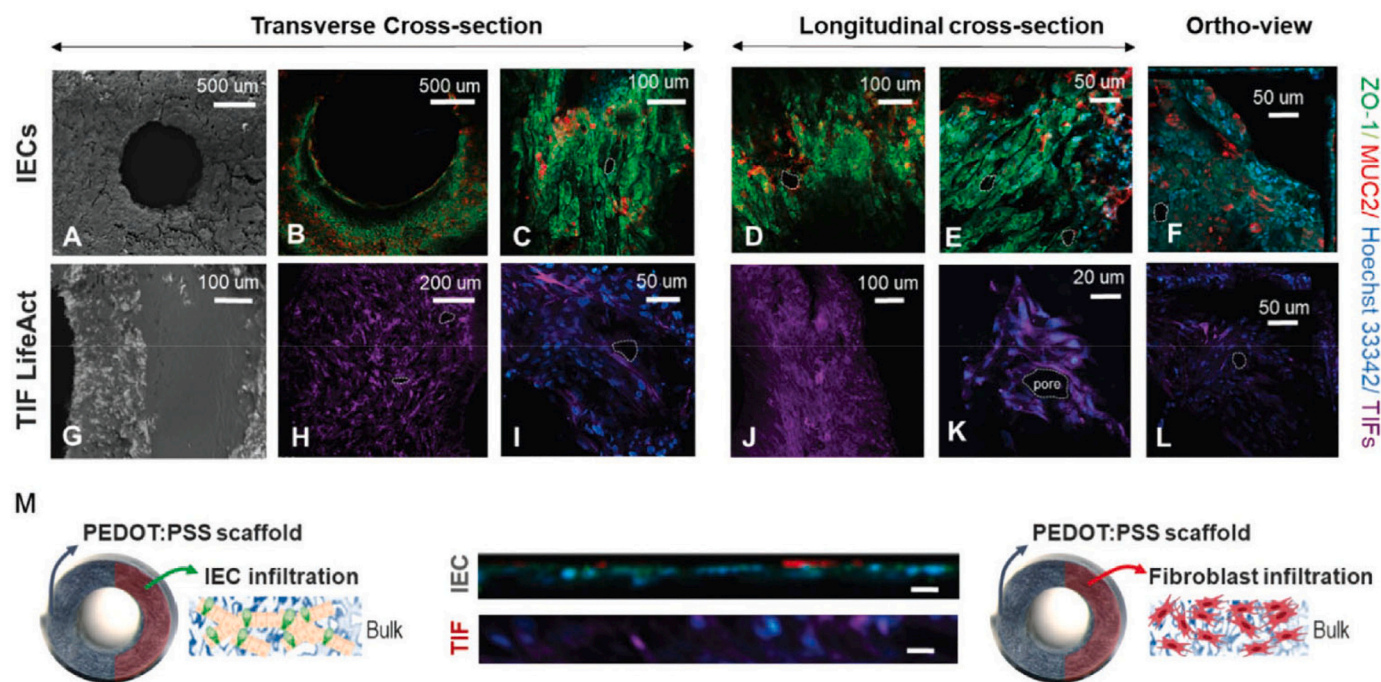 Transverse Cross-section
Longitudinal cross-section
Ortho-view
IECs
500 um
A
500 um
B
100 um
C
100 um
D
50 um
E
50 um
F
ZO-1/ MUC2/ Hoechst 33342/ TIFs
TIF LifeAct
100 um
G
200 um
H
50 um
I
100 um
J
20 um
pore
K
50 um
L
M
PEDOT:PSS scaffold
IEC infiltration
Bulk
IEC
TIF
PEDOT:PSS scaffold
Fibroblast infiltration
Bulk